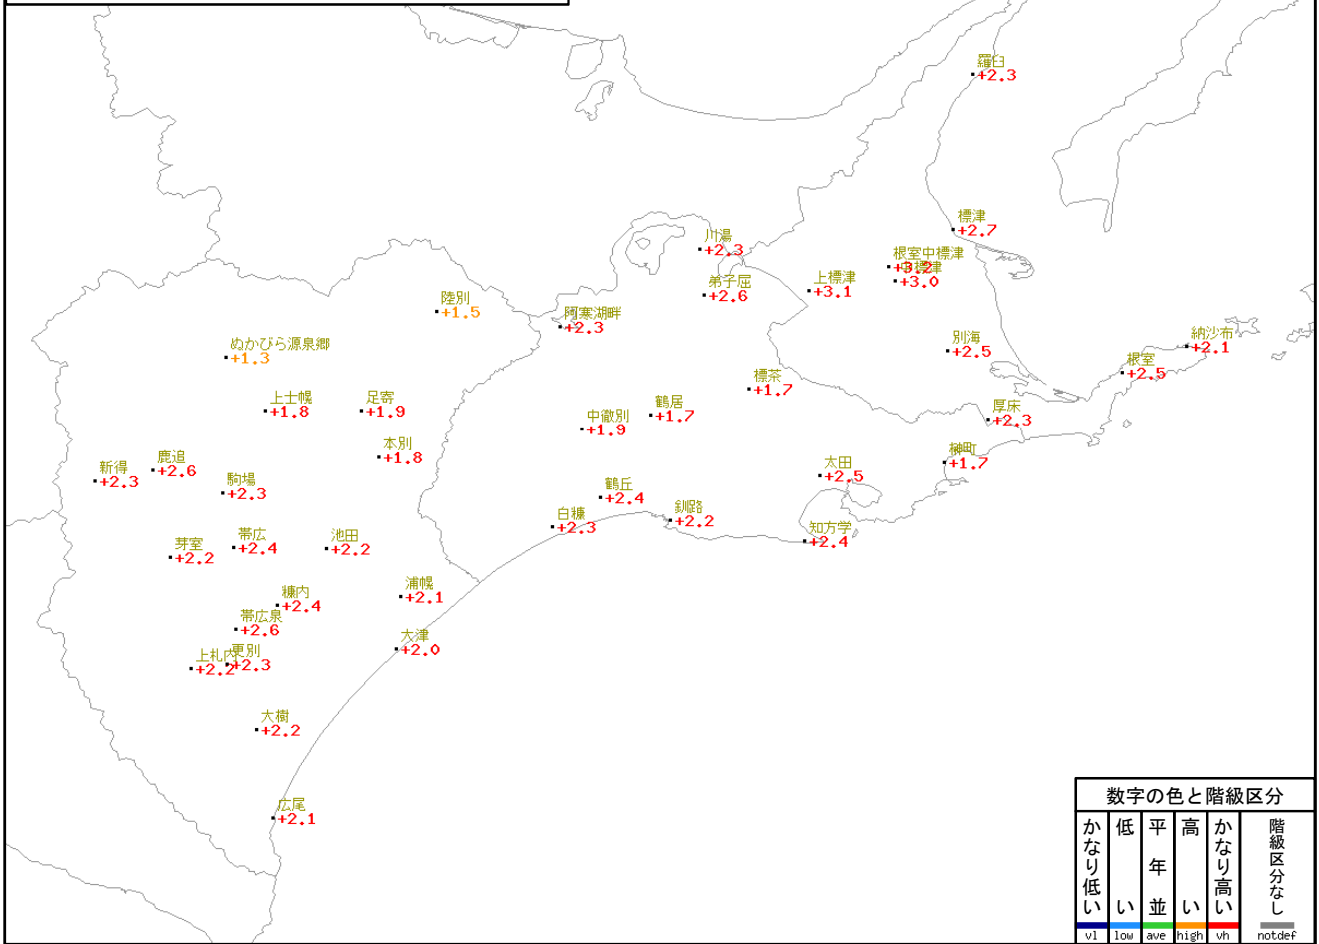 羅臼
+2.3
標津
+2.7
川湯
+2.3
根室中標津
+3.2
中標津
+3.0
上標津
+3.1
弟子屈
+2.6
陸別
+1.5
阿寒湖畔
+2.3
ぬかびら源泉郷
+1.3
別海
+2.5
納沙布
+2.1
根室
+2.5
標茶
+1.7
上士幌
+1.8
足寄
+1.9
鶴居
+1.7
中徹別
+1.9
厚床
+2.3
本別
+1.8
榊町
+1.7
新得
+2.3
鹿追
+2.6
太田
+2.5
駒場
+2.3
鶴丘
+2.4
白糠
+2.3
釧路
+2.2
知方学
+2.4
芽室
+2.2
帯広
+2.4
池田
+2.2
浦幌
+2.1
糠内
+2.4
帯広泉
+2.6
大津
+2.0
上札内
+2.2
更別
+2.3
大樹
+2.2
広尾
+2.1
数字の色と階級区分
かなり低い
低い
平年並
高い
かなり高い
階級区分なし
vl
low
ave
high
vh
notdef